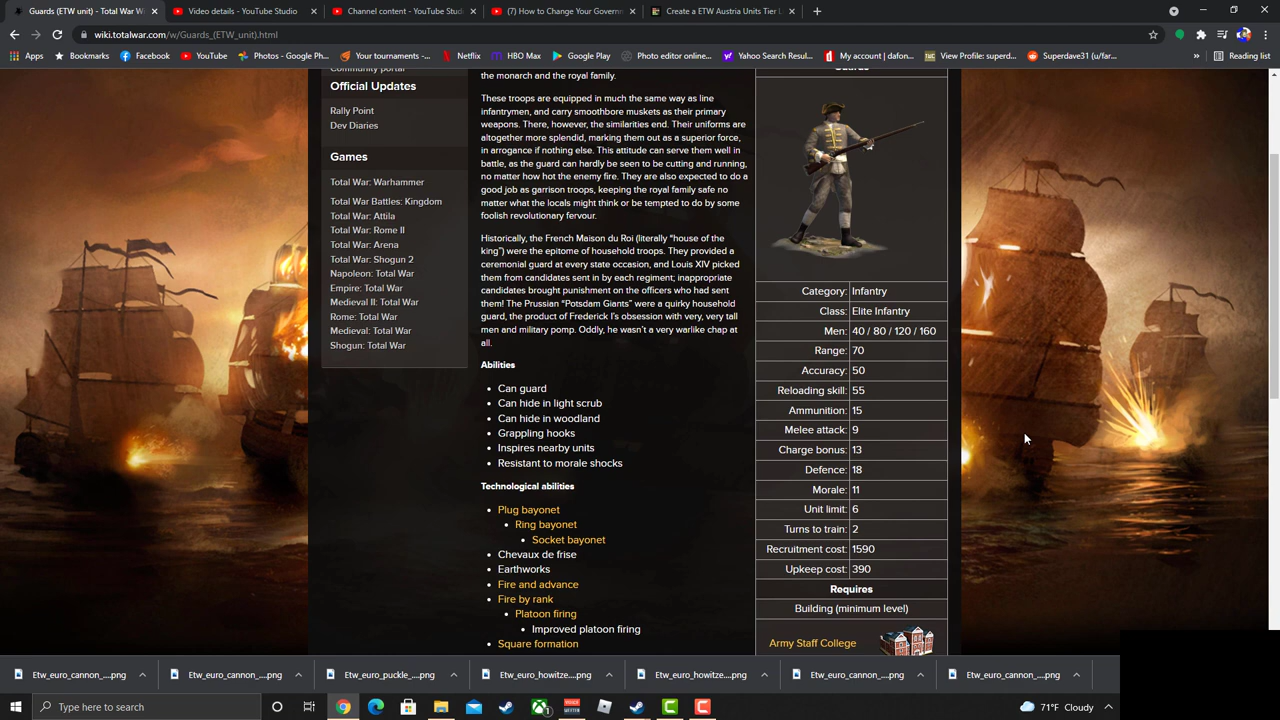 Guards (ETW unit) - Total War W
Video details - YouTube Studio
Channel content - YouTube Stud
(7) How to Change Your Governm
Create a ETW Austria Units Tier L
wiki.totalwar.com/w/Guards_(ETW_unit).html
Apps
Photos - Google Ph...
Facebook
YouTube
Your tournaments -...
Netflix
HBO Max
Google Play
Photo editor online...
Yahoo Search Resul...
My account | dafon...
View Profile: superd...
Superdave31 (u/far...
»
Reading list
Official Updates
Rally Point
Dev Diaries
Games
Total War: Warhammer
Total War Battles: Kingdom
Total War: Attila
Total War: Rome II
Total War: Arena
Total War: Shogun 2
Napoleon: Total War
Empire: Total War
Medieval II: Total War
Rome: Total War
Medieval: Total War
Shogun: Total War
the monarch and the royal family.
These troops are equipped in much the same way as line
infantrymen, and carry smoothbore muskets as their primary
weapons. There, however, the similarities end. Their uniforms are
altogether more splendid, marking them out as a superior force,
in arrogance if nothing else. This attitude can serve them well in
battle, as the guard can hardly be seen to be cutting and running,
no matter how hot the enemy fire. They are also expected to do a
good job as garrison troops, keeping the royal family safe no
matter what the locals might think or be tempted to do by some
foolish revolutionary fervour.
Historically, the French Maison du Roi (literally “house of the
king”) were the epitome of household troops. They provided a
ceremonial guard at every state occasion, and Louis XIV picked
them from candidates sent in by each regiment; inappropriate
candidates brought punishment on the officers who had sent
them! The Prussian “Potsdam Giants” were a quirky household
guard, the product of Frederick I’s obsession with very, very tall
men and military pomp. Oddly, he wasn’t a very warlike chap at
all.
Abilities
• Can guard
• Can hide in light scrub
• Can hide in woodland
• Grappling hooks
• Inspires nearby units
• Resistant to morale shocks
Technological abilities
• Plug bayonet
• Ring bayonet
• Socket bayonet
• Chevaux de frise
• Earthworks
• Fire and advance
• Fire by rank
• Platoon firing
• Improved platoon firing
• Square formation
Category: Infantry
Class: Elite Infantry
Men: 40 / 80 / 120 / 160
Range: 70
Accuracy: 50
Reloading skill: 55
Ammunition: 15
Melee attack: 9
Charge bonus: 13
Defence: 18
Morale: 11
Unit limit: 6
Turns to train: 2
Recruitment cost: 1590
Upkeep cost: 390
Requires
Building (minimum level)
Army Staff College
Etw_euro_cannon_....png
Etw_euro_cannon_....png
Etw_euro_puckle_....png
Etw_euro_howitze....png
Etw_euro_howitze....png
Etw_euro_cannon_....png
Etw_euro_cannon_....png
Type here to search
71°F Cloudy